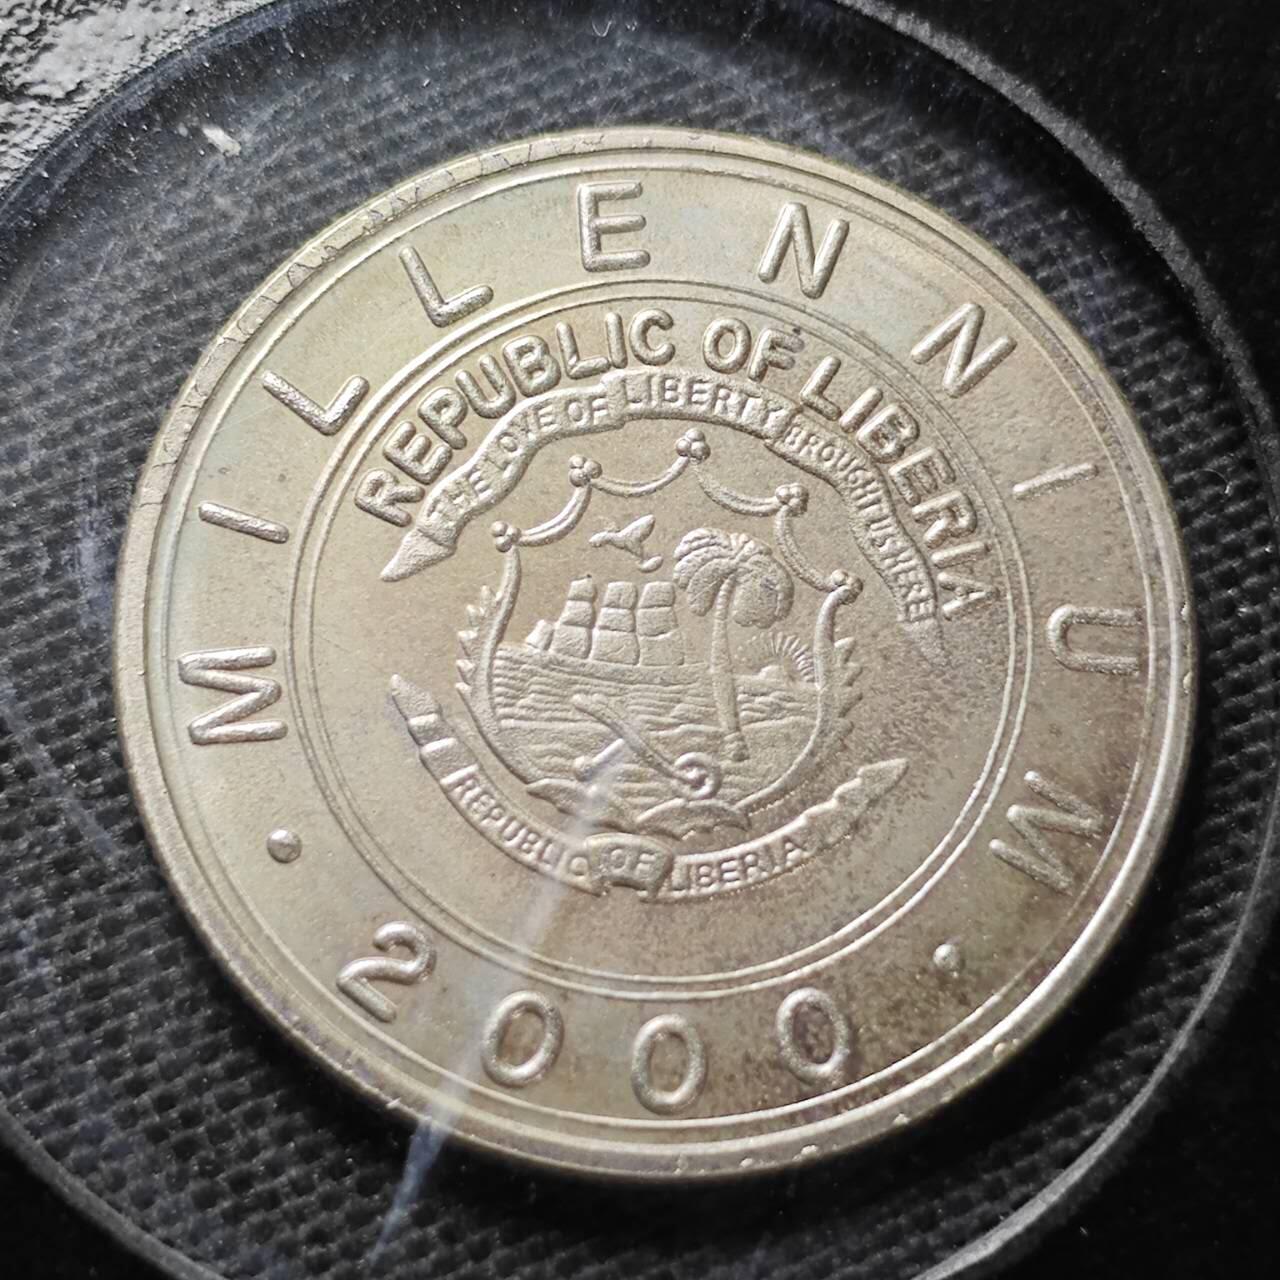 MILLENNIUM
REPUBLIC OF LIBERIA
THE LOVE OF LIBERTY BROUGHT US HERE
REPUBLIC OF LIBERIA
• 2000 •